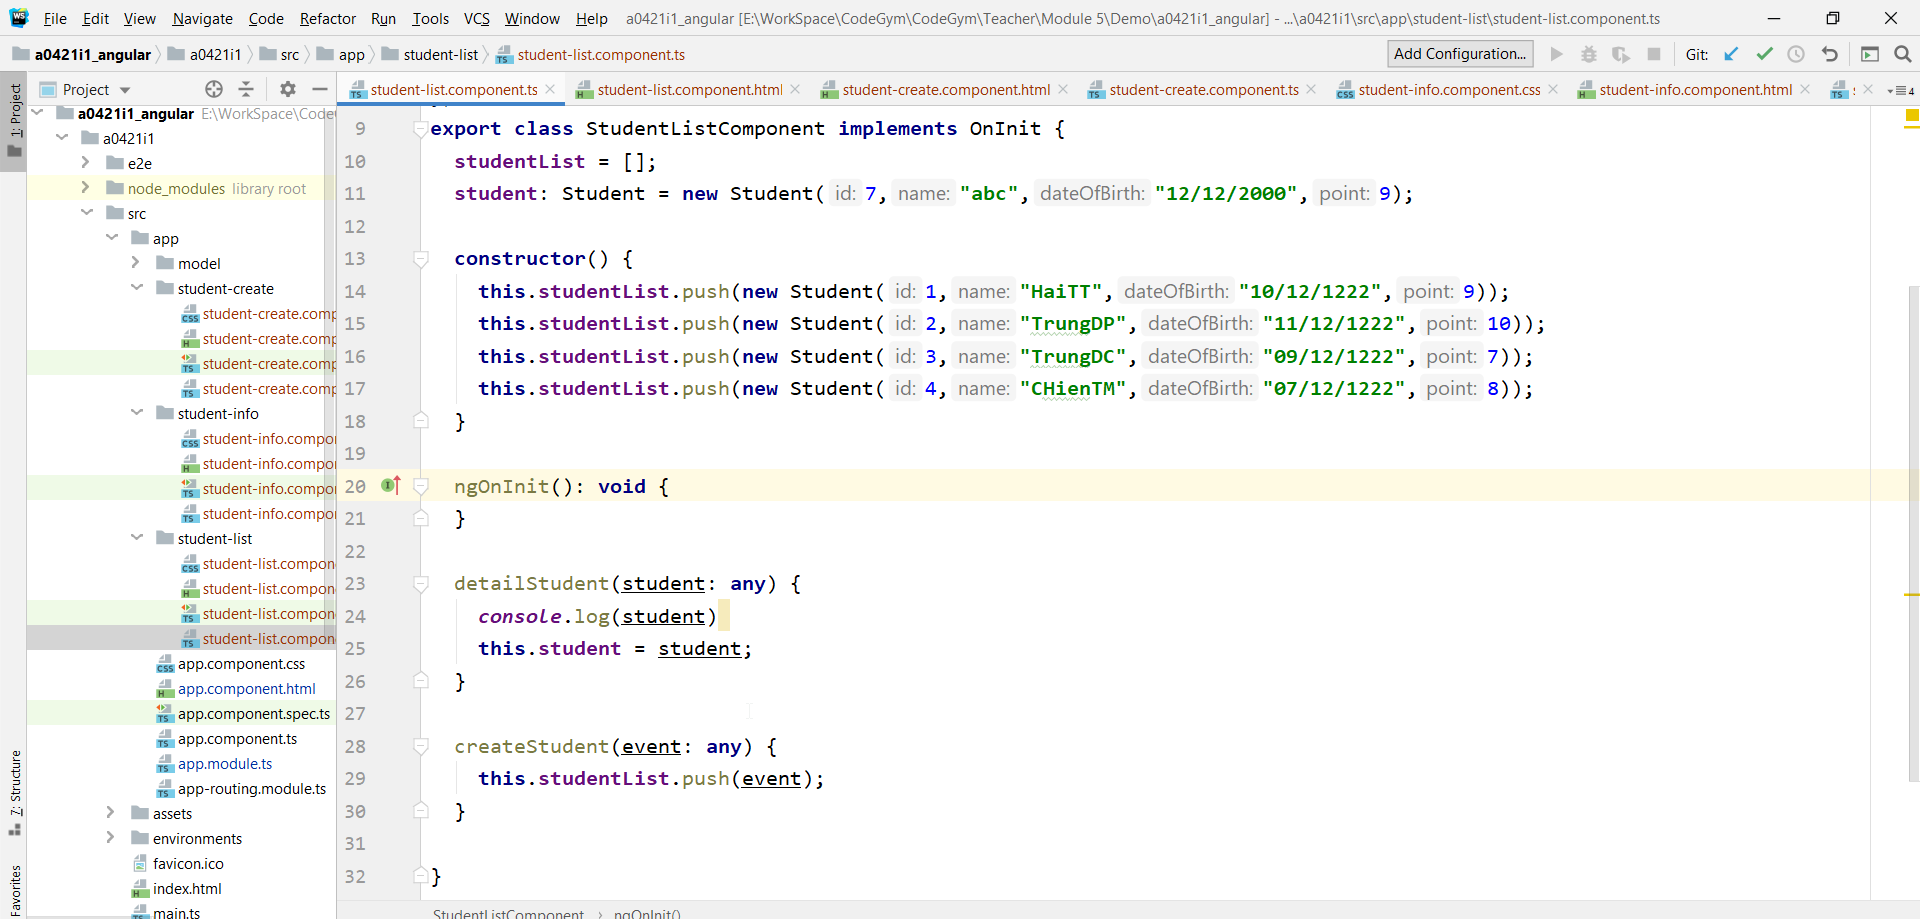 File Edit View Navigate Code Refactor Run Tools VCS Window Help a0421i1_angular [E:\WorkSpace\CodeGym\CodeGym\Teacher\Module 5\Demo\a0421i1_angular] - ...\a0421i1\src\app\student-list\student-list.component.ts
a0421i1_angular a0421i1 src app student-list student-list.component.ts Add Configuration... Git:
1: Project
Project
student-list.component.ts student-list.component.html student-create.component.html student-create.component.ts student-info.component.css student-info.component.html 4
a0421i1_angular E:\WorkSpace\Code
a0421i1
e2e
node_modules library root
src
app
model
student-create
student-create.comp
student-create.comp
student-create.comp
student-create.comp
student-info
student-info.compo
student-info.compo
student-info.compo
student-info.compo
student-list
student-list.compon
student-list.compon
student-list.compon
student-list.compon
app.component.css
app.component.html
app.component.spec.ts
app.component.ts
app.module.ts
app-routing.module.ts
assets
environments
favicon.ico
index.html
main.ts
7: Structure
Favorites
9 export class StudentListComponent implements OnInit {
10 studentList = [];
11 student: Student = new Student( id: 7, name: "abc", dateOfBirth: "12/12/2000", point: 9);
12
13 constructor() {
14 this.studentList.push(new Student( id: 1, name: "HaiTT", dateOfBirth: "10/12/1222", point: 9));
15 this.studentList.push(new Student( id: 2, name: "TrungDP", dateOfBirth: "11/12/1222", point: 10));
16 this.studentList.push(new Student( id: 3, name: "TrungDC", dateOfBirth: "09/12/1222", point: 7));
17 this.studentList.push(new Student( id: 4, name: "CHienTM", dateOfBirth: "07/12/1222", point: 8));
18 }
19
20 ngOnInit(): void {
21 }
22
23 detailStudent(student: any) {
24 console.log(student)
25 this.student = student;
26 }
27
28 createStudent(event: any) {
29 this.studentList.push(event);
30 }
31
32 }
StudentListComponent › ngOnInit()